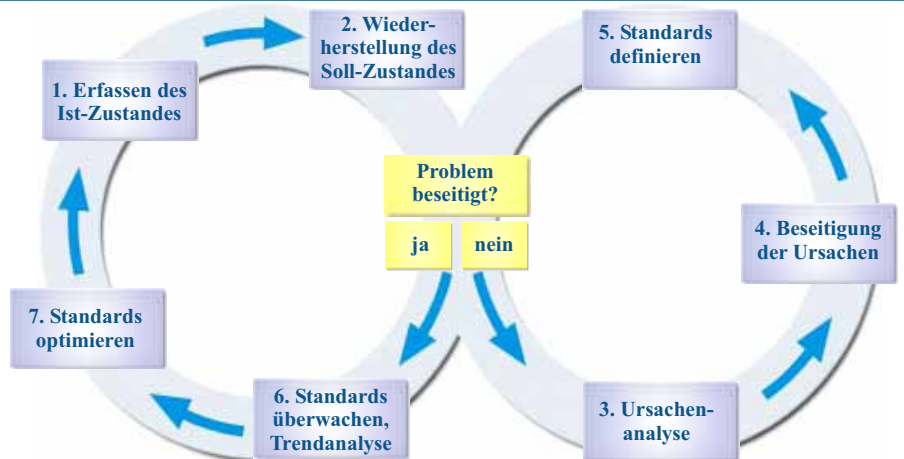 1. Erfassen des
Ist-Zustandes
2. Wieder-
herstellung des
Soll-Zustandes
Problem
beseitigt?
ja
nein
3. Ursachen-
analyse
4. Beseitigung
der Ursachen
5. Standards
definieren
6. Standards
überwachen,
Trendanalyse
7. Standards
optimieren